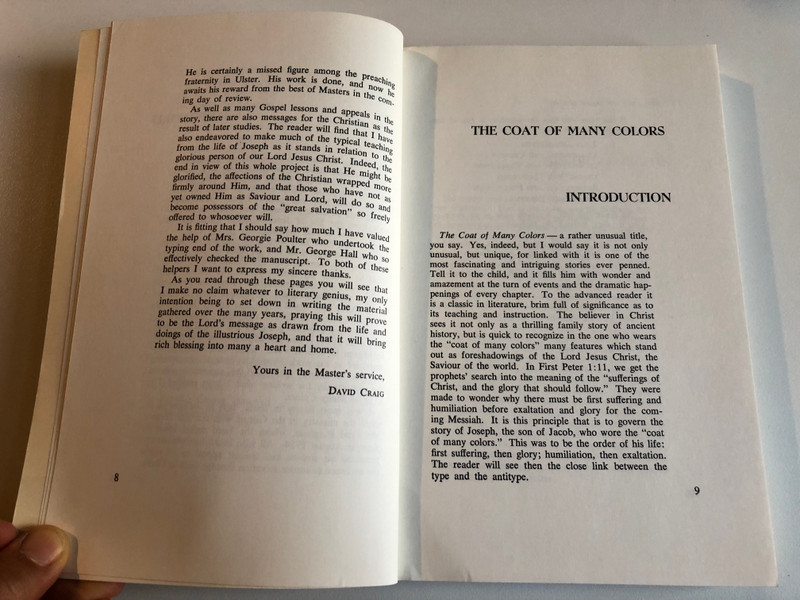 He is certainly a missed figure among the preaching
fraternity in Ulster. His work is done, and now he
awaits his reward from the best of Masters in the com-
ing day of review.
As well as many Gospel lessons and appeals in the
story, there are also messages for the Christian as the
result of later studies. The reader will find that I have
also endeavored to make much of the typical teaching
from the life of Joseph as it stands in relation to the
glorious person of our Lord Jesus Christ. Indeed, the
end in view of this whole project is that He might be
glorified, the affections of the Christian wrapped more
firmly around Him, and that those who have not as
yet owned Him as Saviour and Lord, will do so and
become possessors of the "great salvation" so freely
offered to whosoever will.
It is fitting that I should say how much I have valued
the help of Mrs. Georgie Poulter who undertook the
typing end of the work, and Mr. George Hall who so
effectively checked the manuscript. To both of these
helpers I want to express my sincere thanks.
As you read through these pages you will see that
I make no claim whatever to literary genius, my only
intention being to set down in writing the material
gathered over the many years, praying this will prove
to be the Lord's message as drawn from the life and
doings of the illustrious Joseph, and that it will bring
rich blessing into many a heart and home.
Yours in the Master's service,
DAVID CRAIG
8
THE COAT OF MANY COLORS
INTRODUCTION
The Coat of Many Colors — a rather unusual title,
you say. Yes, indeed, but I would say it is not only
unusual, but unique, for linked with it is one of the
most fascinating and intriguing stories ever penned.
Tell it to the child, and it fills him with wonder and
amazement at the turn of events and the dramatic hap-
penings of every chapter. To the advanced reader it
is a classic in literature, brim full of significance as to
its teaching and instruction. The believer in Christ
sees it not only as a thrilling family story of ancient
history, but is quick to recognize in the one who wears
the "coat of many colors" many features which stand
out as foreshadowings of the Lord Jesus Christ, the
Saviour of the world. In First Peter 1:11, we get the
prophets' search into the meaning of the "sufferings of
Christ, and the glory that should follow." They were
made to wonder why there must be first suffering and
humiliation before exaltation and glory for the com-
ing Messiah. It is this principle that is to govern the
story of Joseph, the son of Jacob, who wore the "coat
of many colors." This was to be the order of his life:
first suffering, then glory; humiliation, then exaltation.
The reader will see then the close link between the
type and the antitype.
9